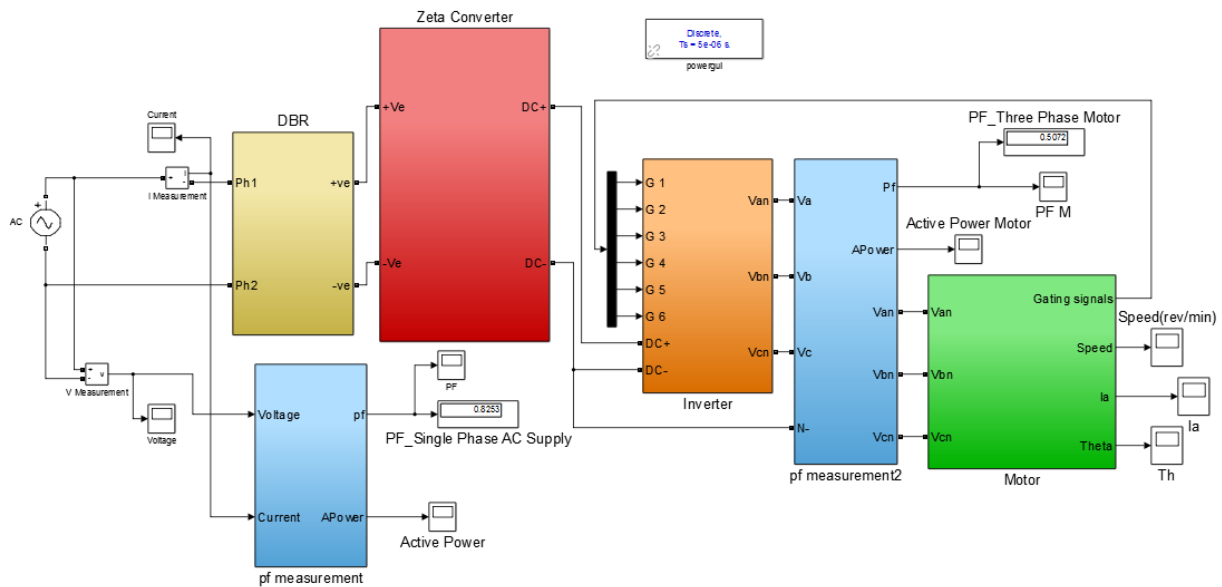 Zeta Converter
Discrete,
Ts = 5e-06 s.
powergui
+Ve
DC+
-Ve
DC-
Current
DBR
I
+
-
I Measurement
Ph1
+ve
Ph2
-ve
AC
+
PF_Three Phase Motor
0.5072
PF M
Active Power Motor
G 1
G 2
G 3
G 4
G 5
G 6
DC+
DC-
Van
Vbn
Vcn
Inverter
Va
Vb
Vc
N-
Pf
APower
Van
Vbn
Vcn
pf measurement2
Van
Vbn
Vcn
Gating signals
Speed
Ia
Theta
Motor
Speed(rev/min)
Ia
Th
+
-
v
V Measurement
Voltage
Voltage
Current
pf
APower
pf measurement
PF
0.8253
PF_Single Phase AC Supply
Active Power